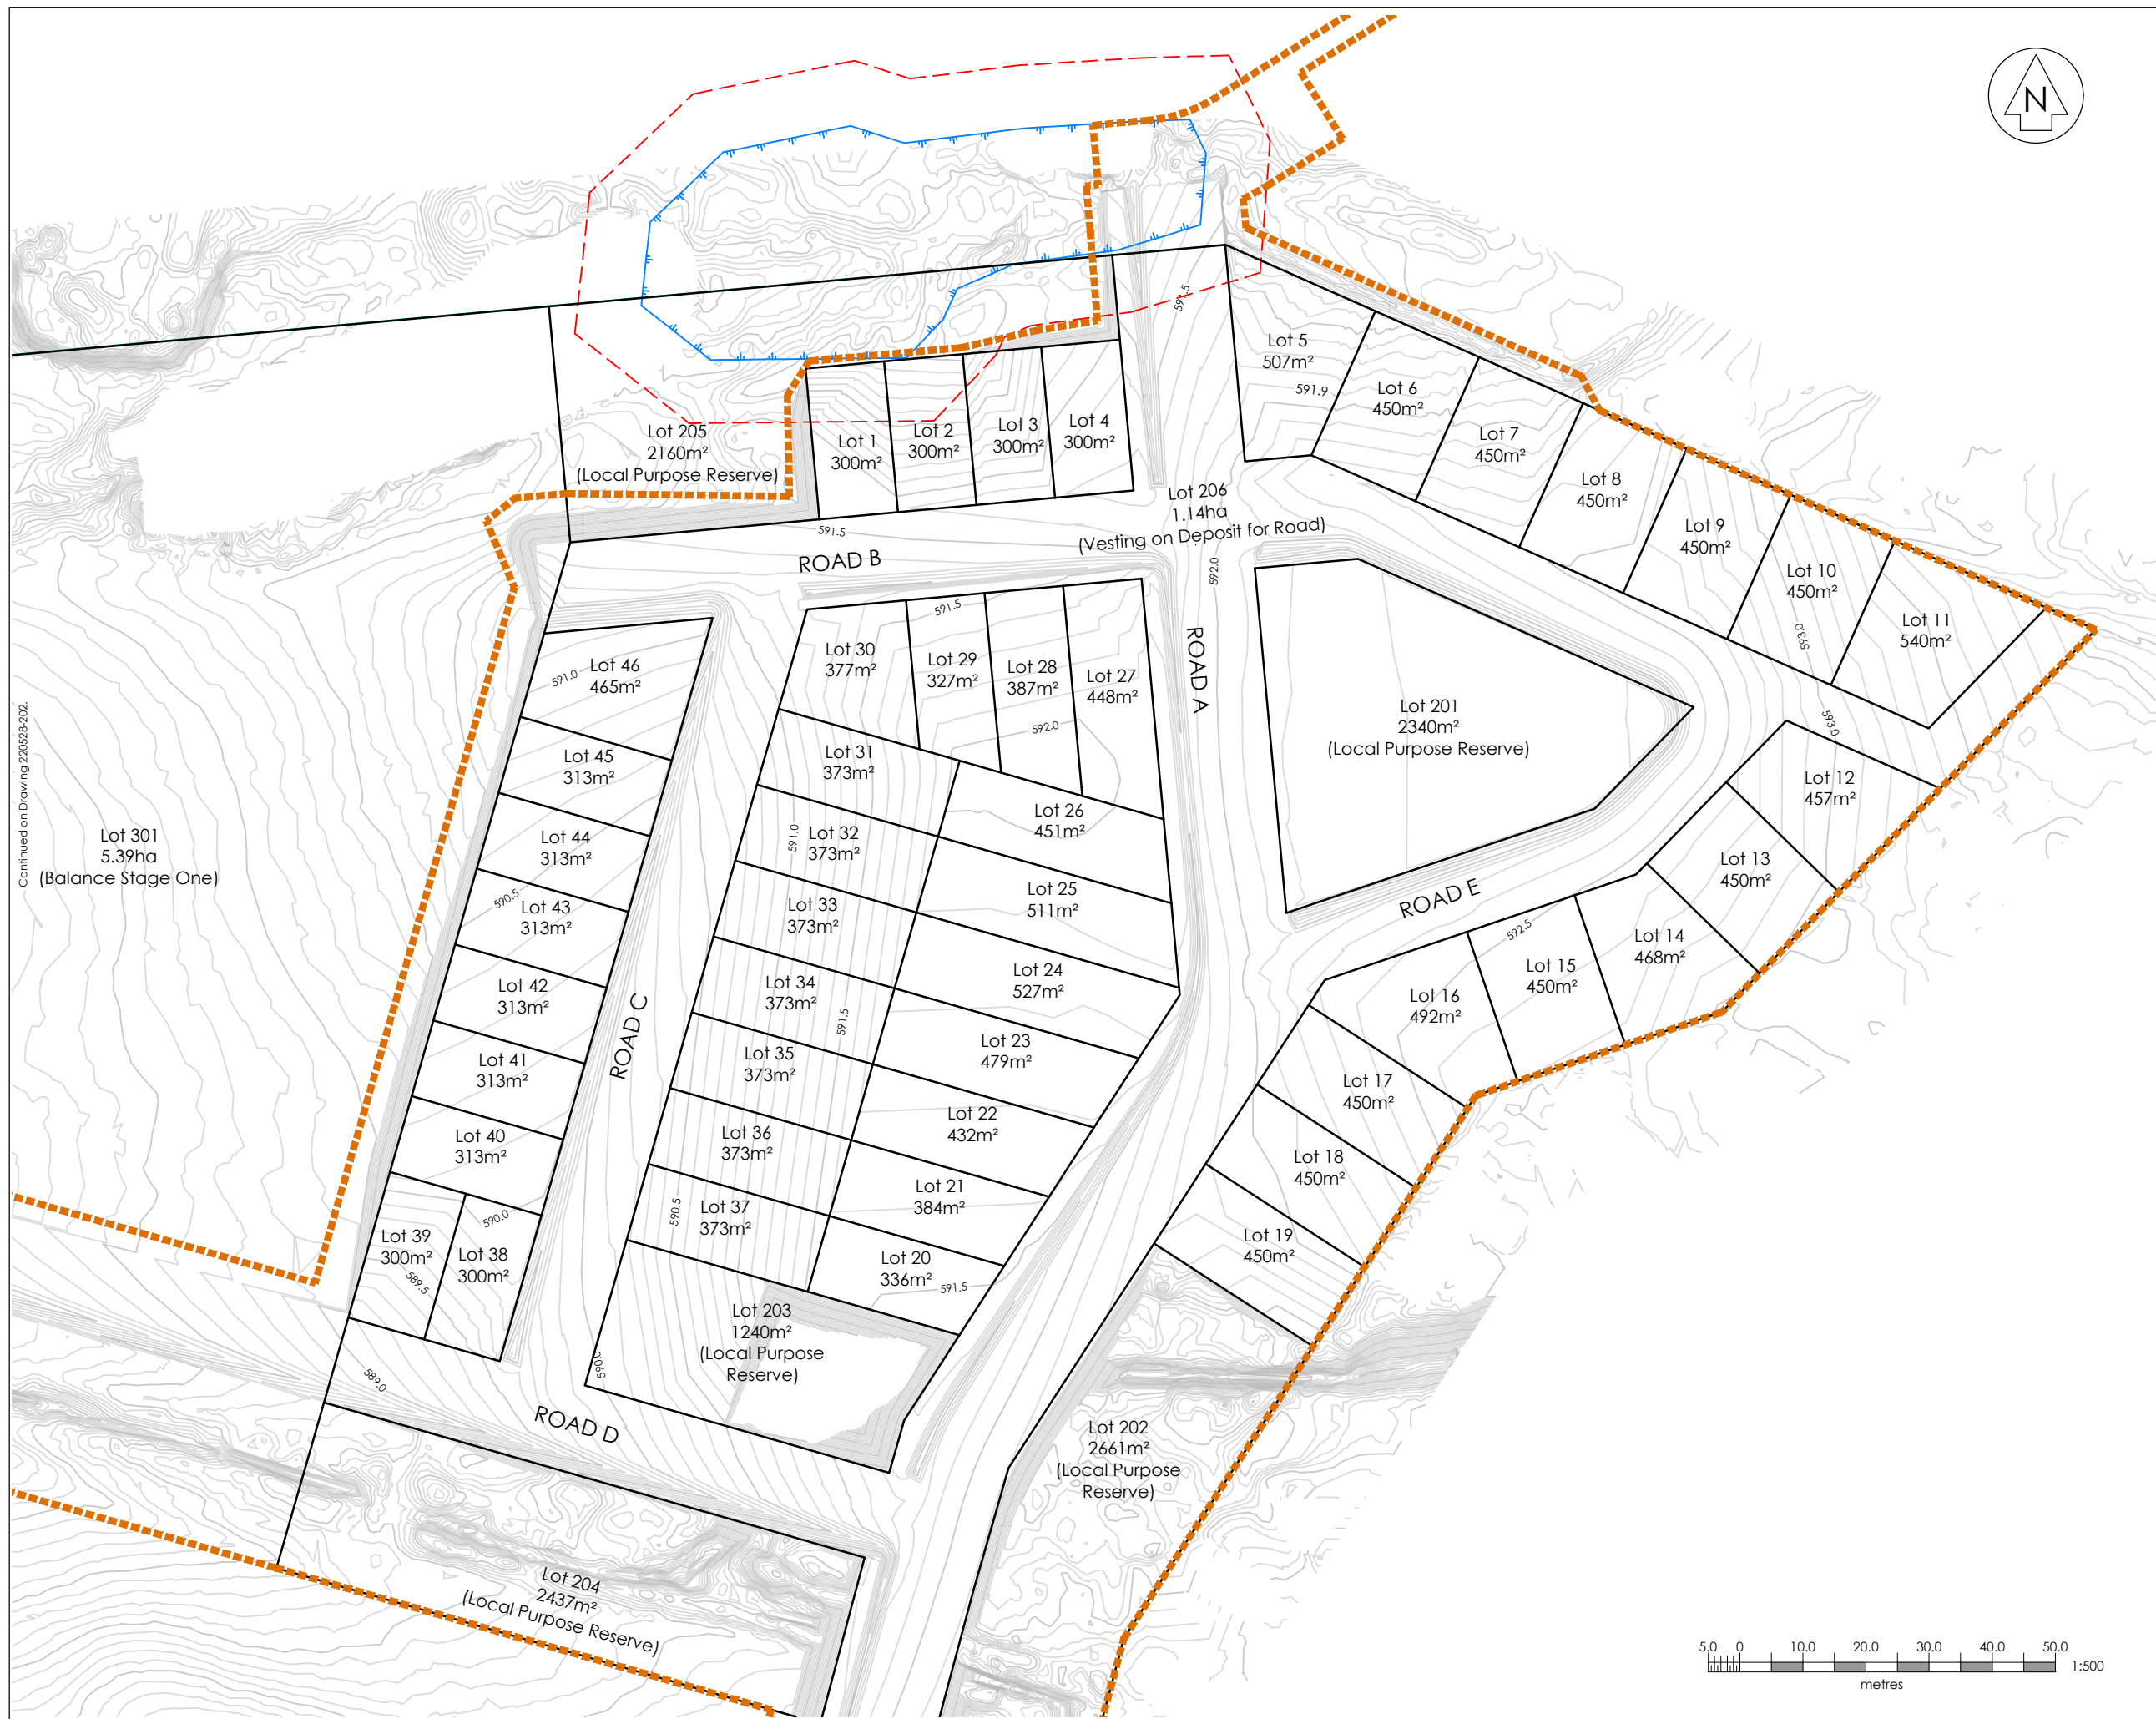 N
591.5
Lot 5
507m²
591.9
Lot 6
450m²
Lot 7
450m²
Lot 8
450m²
Lot 9
450m²
Lot 10
450m²
Lot 11
540m²
593.0
593.0
Lot 205
2160m²
(Local Purpose Reserve)
Lot 1
300m²
Lot 2
300m²
Lot 3
300m²
Lot 4
300m²
Lot 206
1.14ha
(Vesting on Deposit for Road)
591.5
ROAD B
592.0
ROAD A
Lot 201
2340m²
(Local Purpose Reserve)
Lot 46
465m²
591.0
Lot 45
313m²
Lot 44
313m²
Lot 43
313m²
590.5
Lot 42
313m²
Lot 41
313m²
Lot 40
313m²
Lot 39
300m²
Lot 38
300m²
590.0
589.5
589.0
ROAD C
Lot 30
377m²
591.5
Lot 29
327m²
Lot 28
387m²
Lot 27
448m²
592.0
Lot 31
373m²
Lot 32
373m²
591.0
Lot 33
373m²
Lot 34
373m²
591.5
Lot 35
373m²
Lot 36
373m²
Lot 37
373m²
590.5
Lot 26
451m²
Lot 25
511m²
Lot 24
527m²
Lot 23
479m²
Lot 22
432m²
Lot 21
384m²
Lot 20
336m²
591.5
Lot 203
1240m²
(Local Purpose
Reserve)
590.0
ROAD D
ROAD E
Lot 12
457m²
Lot 13
450m²
Lot 14
468m²
592.5
Lot 15
450m²
Lot 16
492m²
Lot 17
450m²
Lot 18
450m²
Lot 19
450m²
Lot 202
2661m²
(Local Purpose
Reserve)
Lot 204
2437m²
(Local Purpose Reserve)
Continued on Drawing 220528-202.
Lot 301
5.39ha
(Balance Stage One)
5.0 0 10.0 20.0 30.0 40.0 50.0
1:500
metres